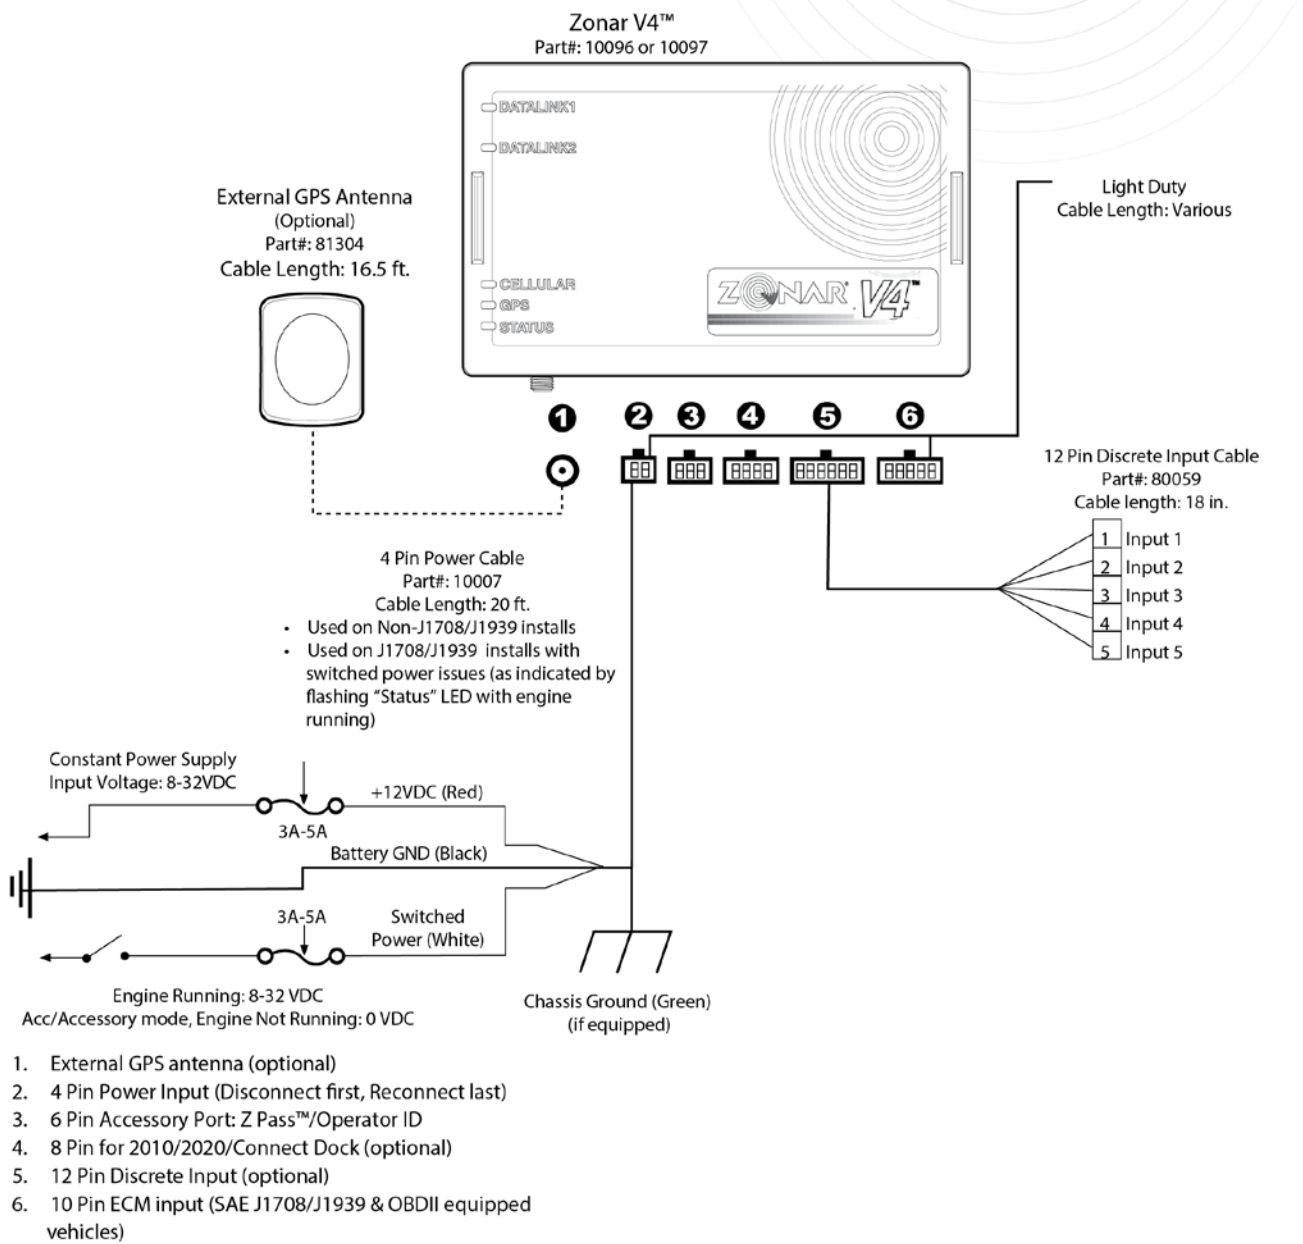 Zonar V4™
Part#: 10096 or 10097
DATALINK1
DATALINK2
CELLULAR
GPS
STATUS
ZONAR® V4™
External GPS Antenna
(Optional)
Part#: 81304
Cable Length: 16.5 ft.
Light Duty
Cable Length: Various
1
2
3
4
5
6
12 Pin Discrete Input Cable
Part#: 80059
Cable length: 18 in.
1 Input 1
2 Input 2
3 Input 3
4 Input 4
5 Input 5
4 Pin Power Cable
Part#: 10007
Cable Length: 20 ft.
• Used on Non-J1708/J1939 installs
• Used on J1708/J1939 installs with
switched power issues (as indicated by
flashing “Status” LED with engine
running)
Constant Power Supply
Input Voltage: 8-32VDC
+12VDC (Red)
3A-5A
Battery GND (Black)
3A-5A
Switched
Power (White)
Engine Running: 8-32 VDC
Acc/Accessory mode, Engine Not Running: 0 VDC
Chassis Ground (Green)
(if equipped)
1. External GPS antenna (optional)
2. 4 Pin Power Input (Disconnect first, Reconnect last)
3. 6 Pin Accessory Port: Z Pass™/Operator ID
4. 8 Pin for 2010/2020/Connect Dock (optional)
5. 12 Pin Discrete Input (optional)
6. 10 Pin ECM input (SAE J1708/J1939 & OBDII equipped
vehicles)